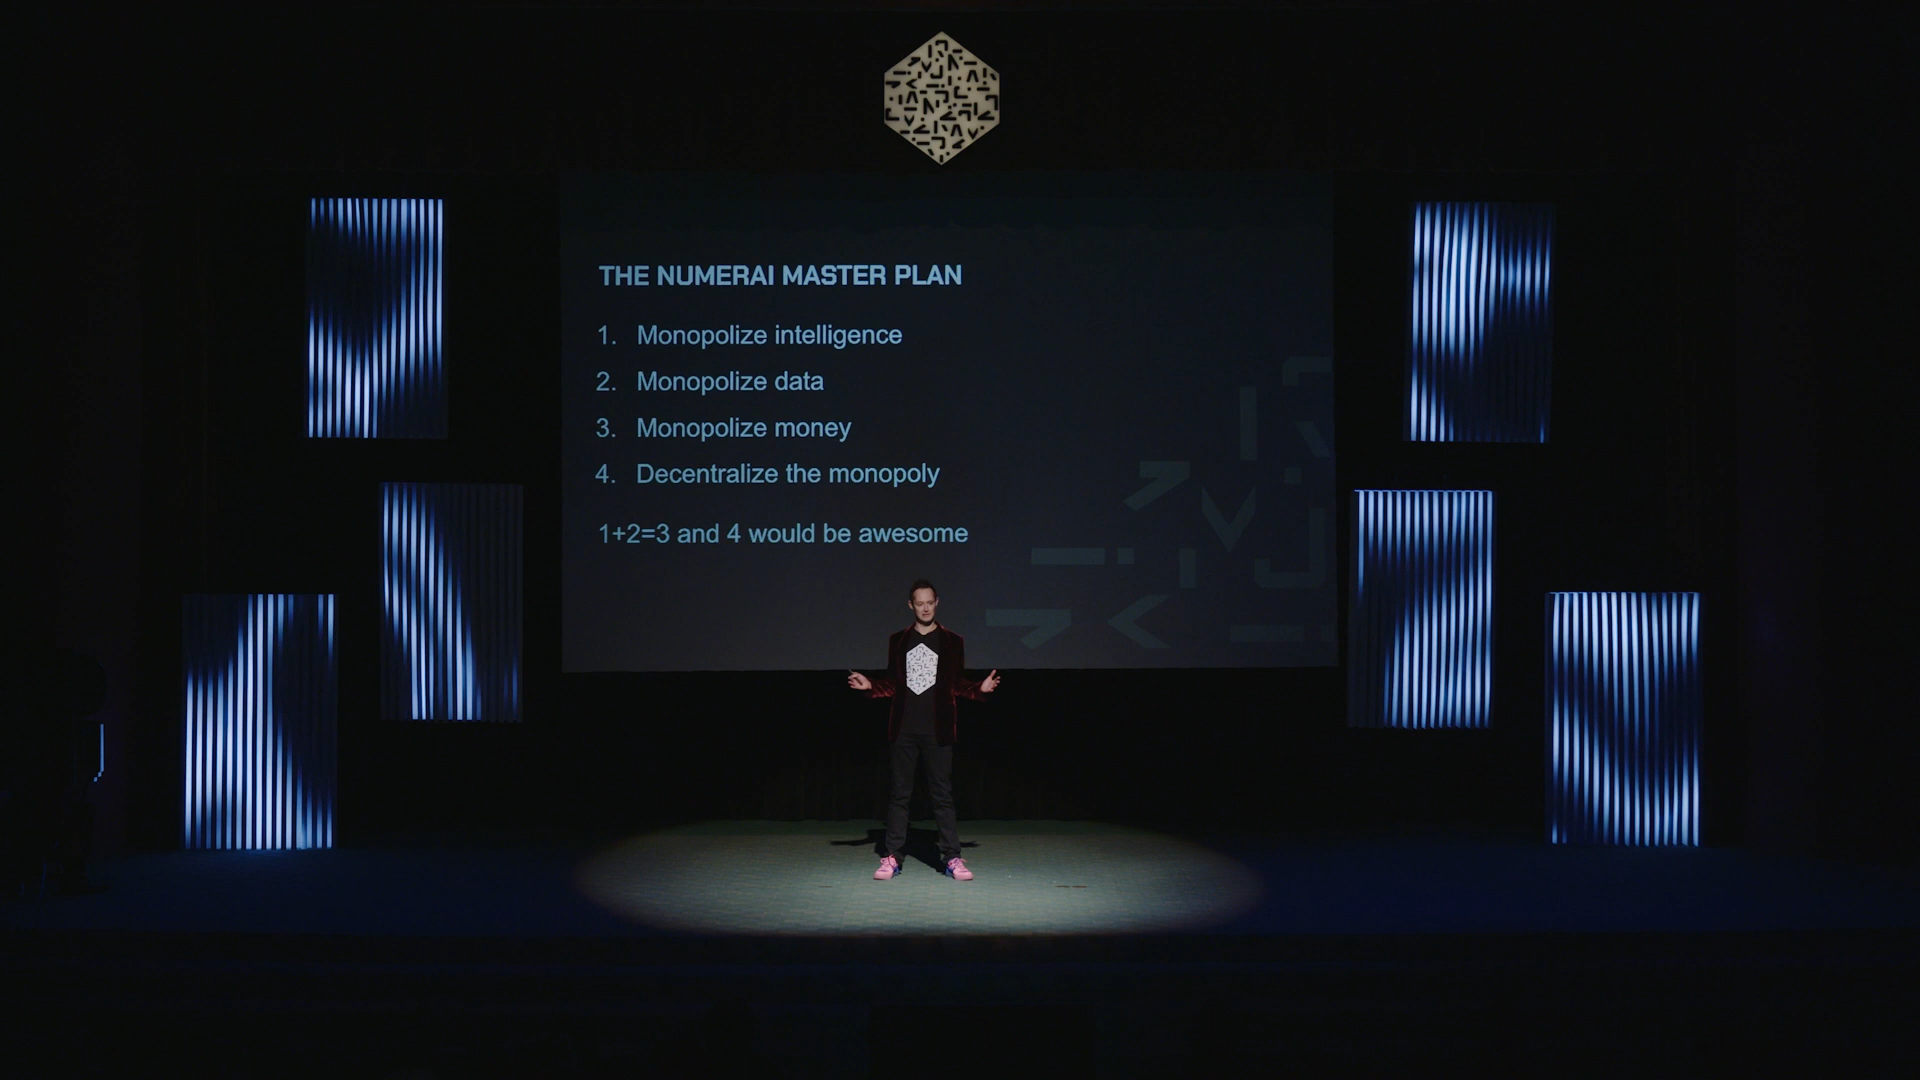 THE NUMERAI MASTER PLAN
1. Monopolize intelligence
2. Monopolize data
3. Monopolize money
4. Decentralize the monopoly
1+2=3 and 4 would be awesome